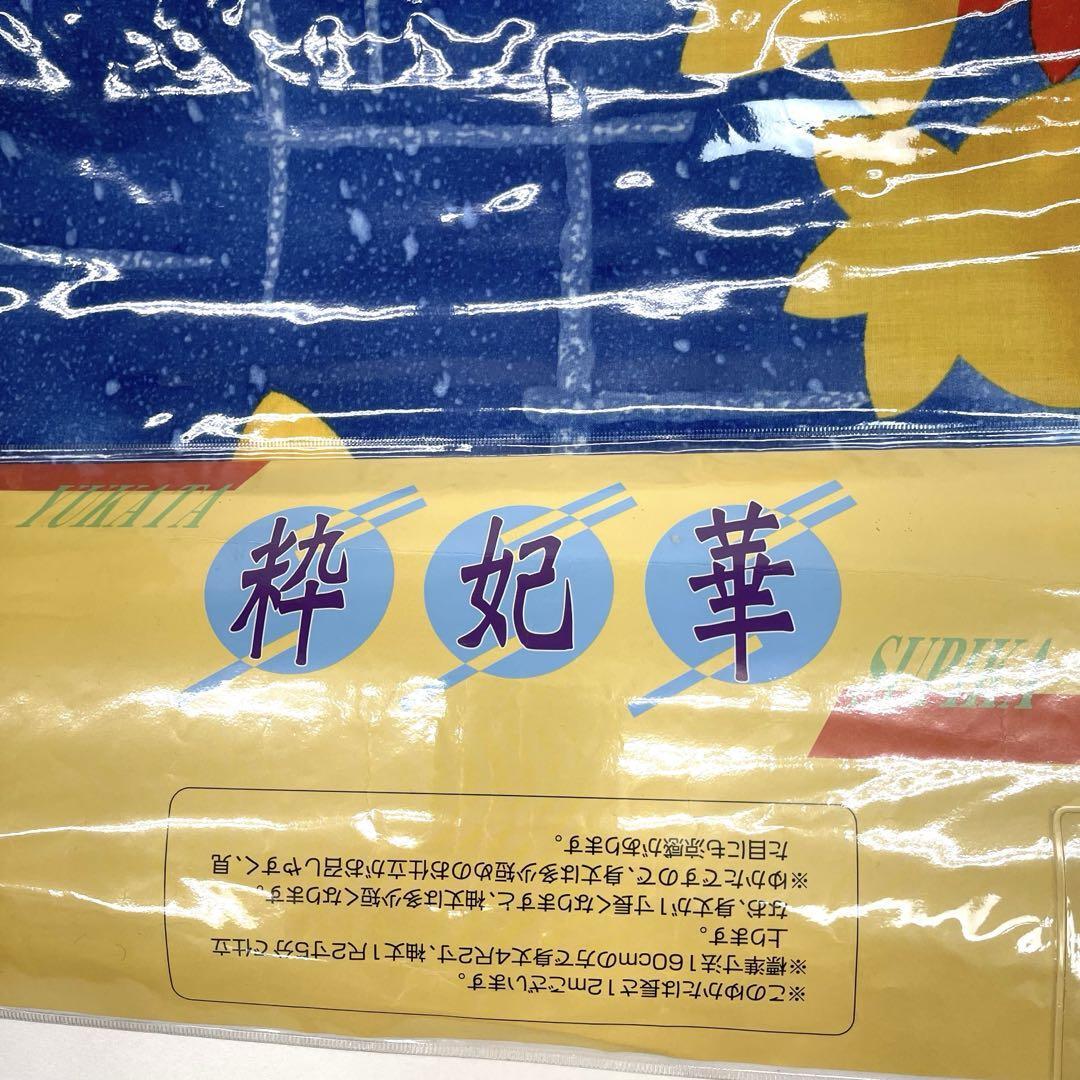 YUKATA
粋妃華
SUPIKA
※このゆかたは長さ12mございます。
※標準寸法160cmの方で身丈4尺2寸、袖丈1尺2寸5分で仕立
上ります。
なお、身丈が1寸長くなりますと、袖丈は多少短くなります。
※ゆかたですので、身丈は多少短めのお仕立がお召しやすく、見
た目にも涼感があります。